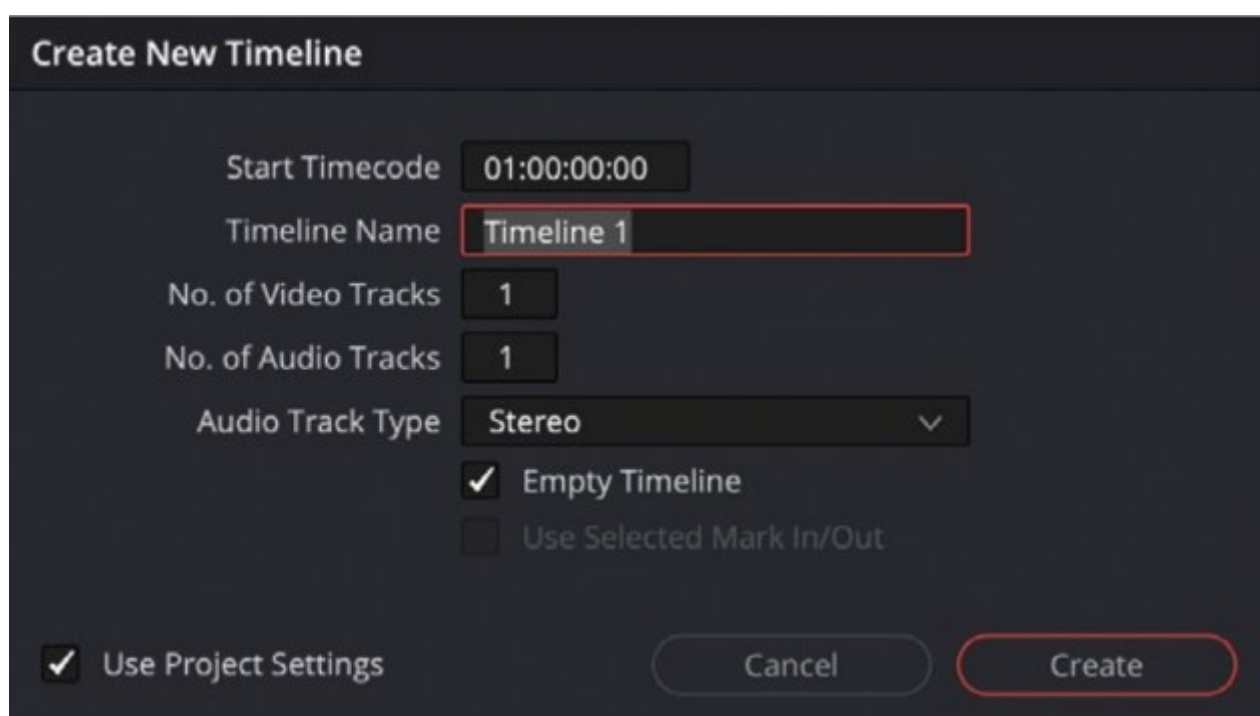 Create New Timeline
Start Timecode 01:00:00:00
Timeline Name Timeline 1
No. of Video Tracks 1
No. of Audio Tracks 1
Audio Track Type Stereo
Empty Timeline
Use Selected Mark In/Out
Use Project Settings Cancel Create